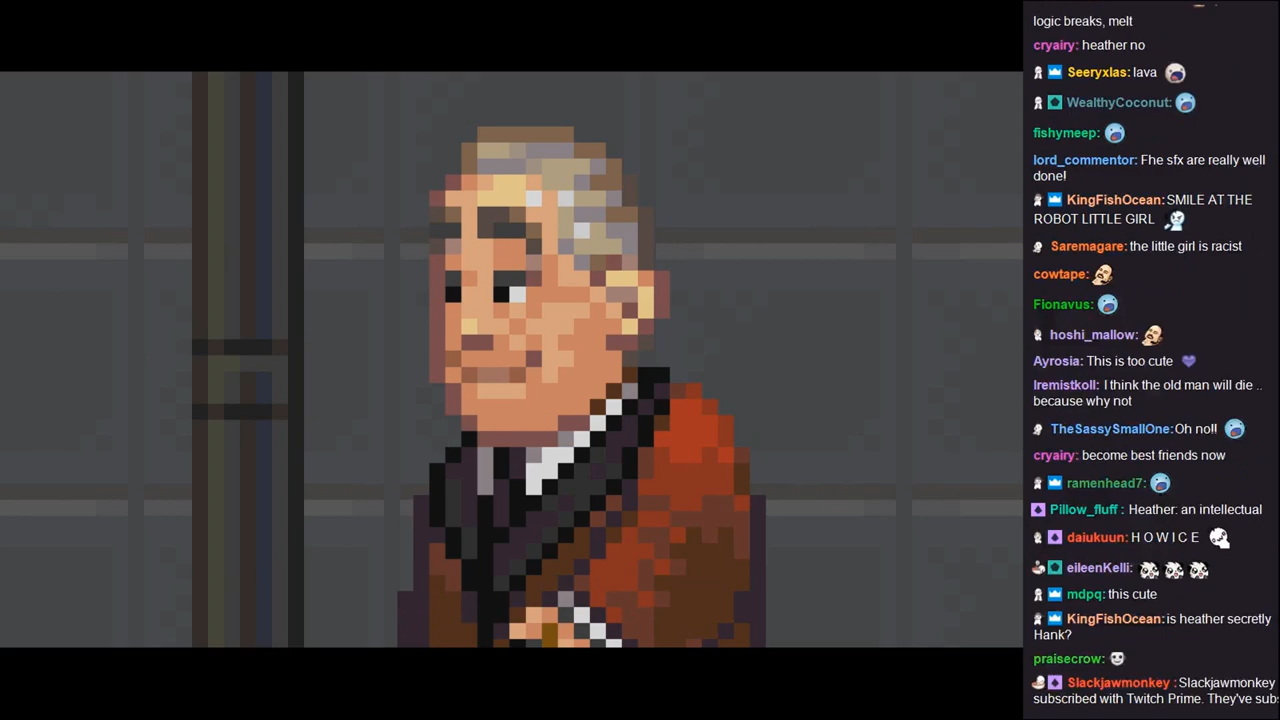 logic breaks, melt
cryairy: heather no
Seeryxlas: lava
WealthyCoconut:
fishymeep:
lord_commentor: Fhe sfx are really well
done!
KingFishOcean: SMILE AT THE
ROBOT LITTLE GIRL
Saremagare: the little girl is racist
cowtape:
Fionavus:
hoshi_mallow:
Ayrosia: This is too cute
Iremistkoll: I think the old man will die ..
because why not
TheSassySmallOne: Oh no!!
cryairy: become best friends now
ramenhead7:
Pillow_fluff : Heather: an intellectual
daiukuun: H O W I C E
eileenKelli:
mdpq: this cute
KingFishOcean: is heather secretly
Hank?
praisecrow:
Slackjawmonkey : Slackjawmonkey
subscribed with Twitch Prime. They've sub